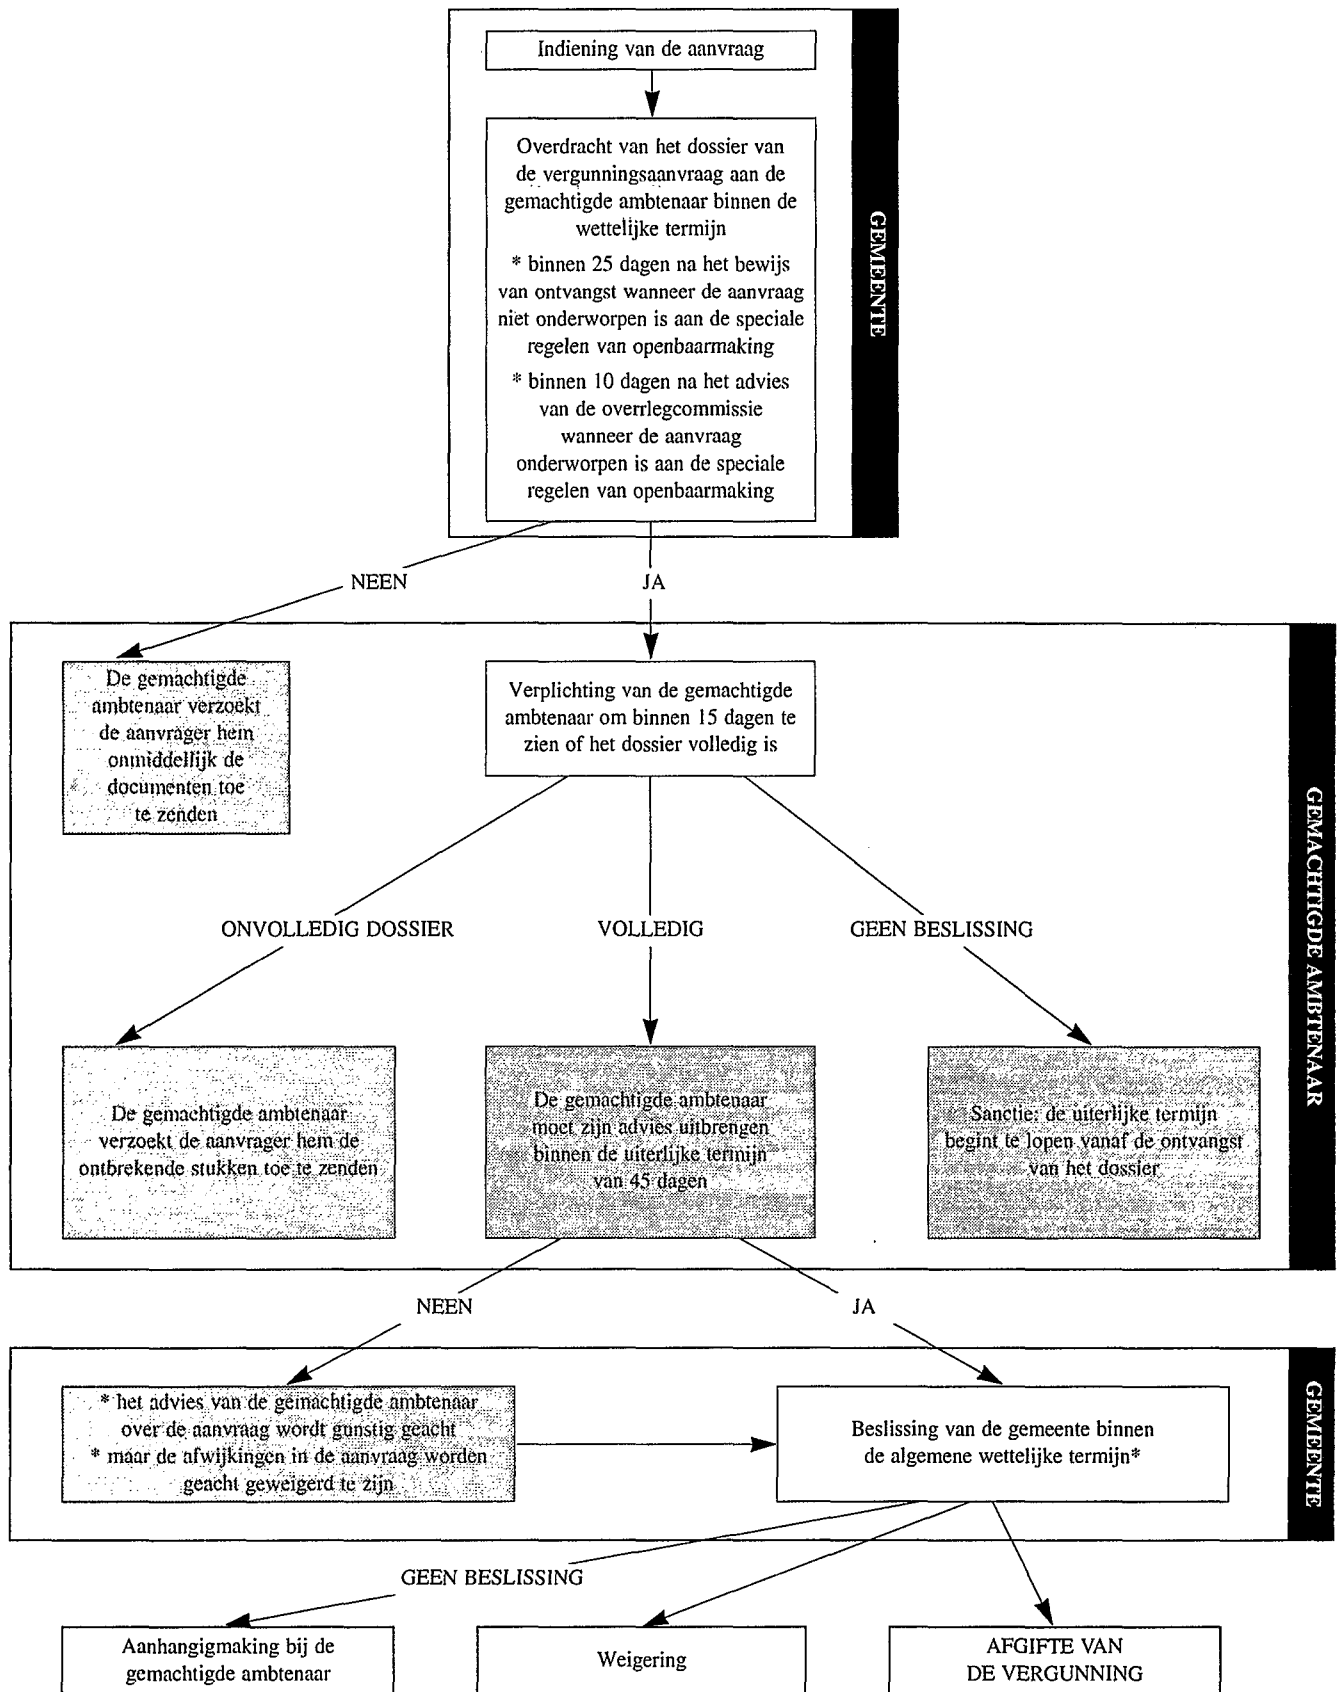 Indiening van de aanvraag
Overdracht van het dossier van
de vergunningsaanvraag aan de
gemachtigde ambtenaar binnen de
wettelijke termijn
* binnen 25 dagen na het bewijs
van ontvangst wanneer de aanvraag
niet onderworpen is aan de speciale
regelen van openbaarmaking
* binnen 10 dagen na het advies
van de overrlegcommissie
wanneer de aanvraag
onderworpen is aan de speciale
regelen van openbaarmaking
GEMEENTE
NEEN
JA
De gemachtigde
ambtenaar verzoekt
de aanvrager hem
onmiddellijk de
documenten toe
te zenden
Verplichting van de gemachtigde
ambtenaar om binnen 15 dagen te
zien of het dossier volledig is
GEMACHTIGDE AMBTENAAR
ONVOLLEDIG DOSSIER
VOLLEDIG
GEEN BESLISSING
De gemachtigde ambtenaar
verzoekt de aanvrager hem de
ontbrekende stukken toe te zenden
De gemachtigde ambtenaar
moet zijn advies uitbrengen
binnen de uiterlijke termijn
van 45 dagen
Sanctie: de uiterlijke termijn
begint te lopen vanaf de ontvangst
van het dossier
NEEN
JA
* het advies van de gemachtigde ambtenaar
over de aanvraag wordt gunstig geacht
* maar de afwijkingen in de aanvraag worden
geacht geweigerd te zijn
Beslissing van de gemeente binnen
de algemene wettelijke termijn*
GEMEENTE
GEEN BESLISSING
Aanhangigmaking bij de
gemachtigde ambtenaar
Weigering
AFGIFTE VAN
DE VERGUNNING